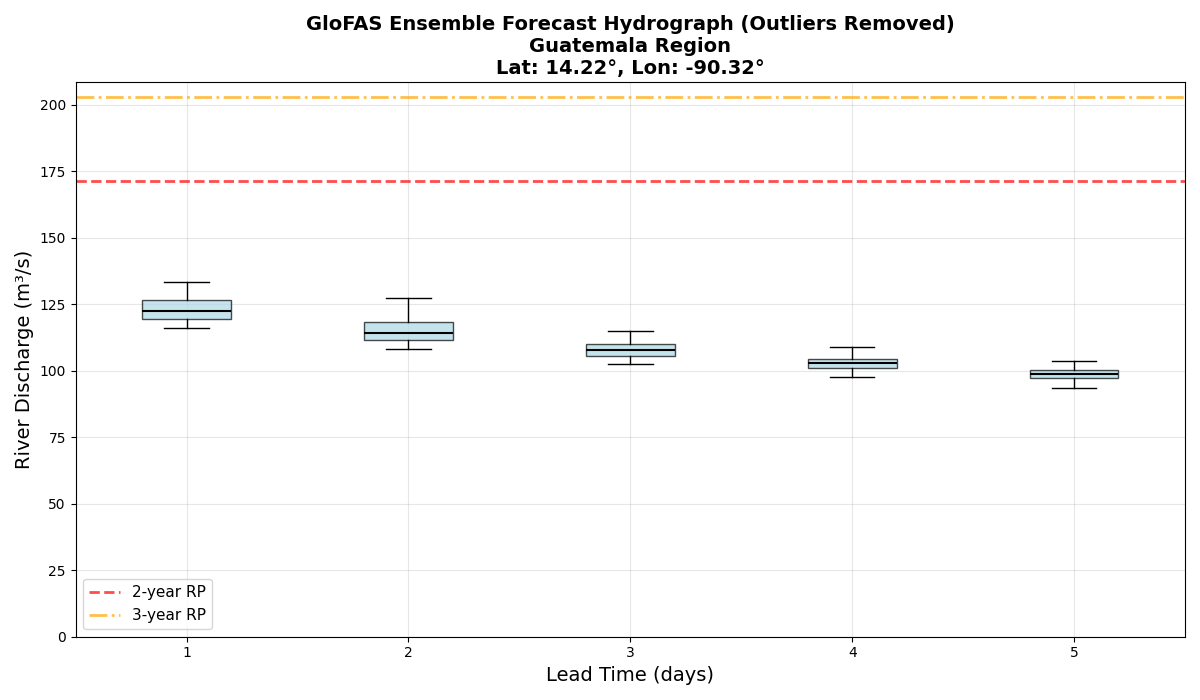 GloFAS Ensemble Forecast Hydrograph (Outliers Removed)
Guatemala Region
Lat: 14.22°, Lon: -90.32°
River Discharge (m³/s)
200
175
150
125
100
75
50
25
0
2-year RP
3-year RP
1 2 3 4 5
Lead Time (days)